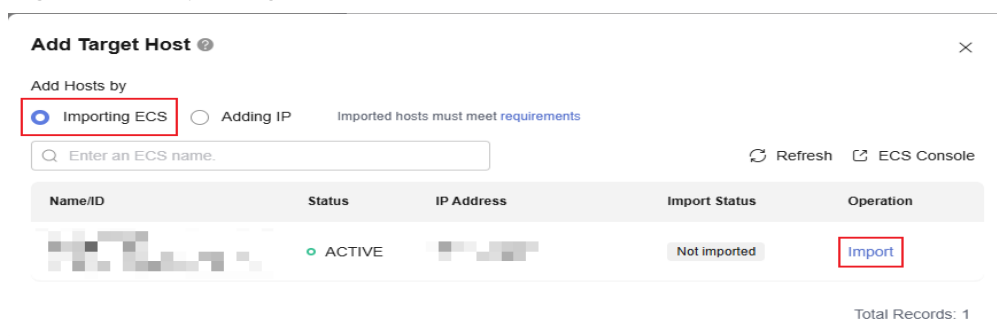 Add Target Host
Add Hosts by
Importing ECS Adding IP Imported hosts must meet requirements
Enter an ECS name. Refresh ECS Console
Name/ID Status IP Address Import Status Operation
ACTIVE Not imported Import
Total Records: 1